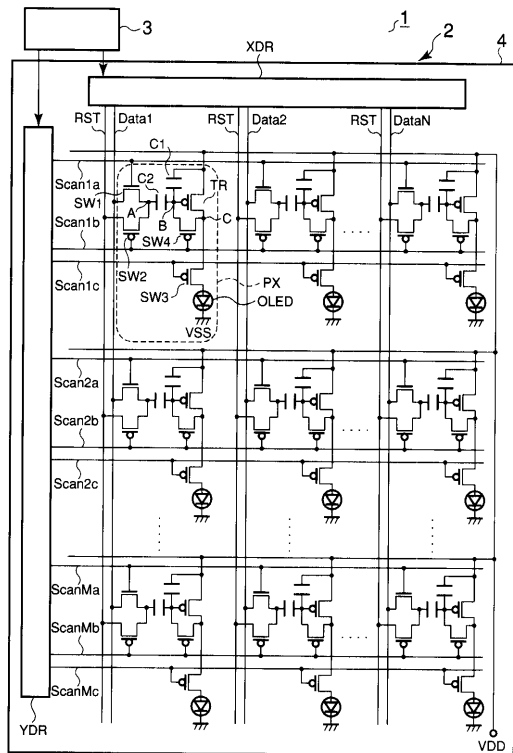 3
1
2
4
XDR
RST Data1 RST Data2 RST DataN
C1
Scan1a
C2
TR
SW1
A
B
C
Scan1b
SW4
SW2
Scan1c
SW3
PX
OLED
VSS
Scan2a
Scan2b
Scan2c
ScanMa
ScanMb
ScanMc
YDR
VDD